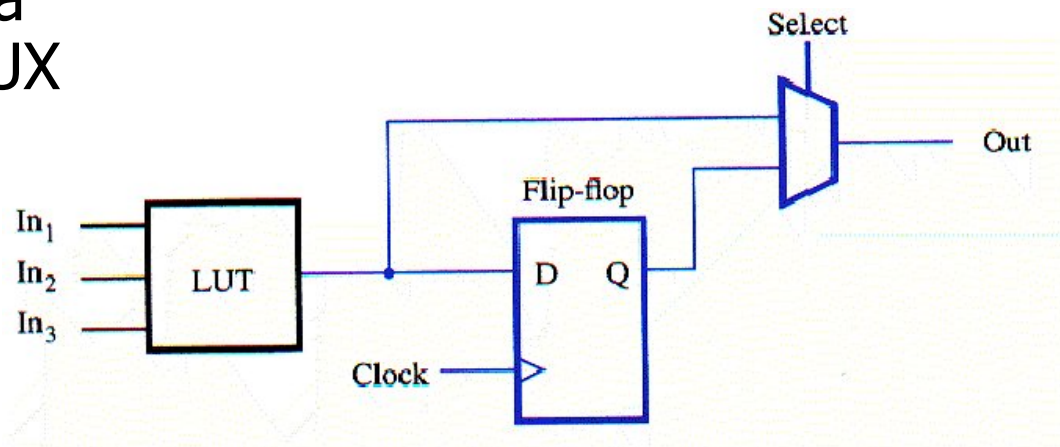 UX
Select
Out
Flip-flop
In₁
In₂
In₃
LUT
D Q
Clock